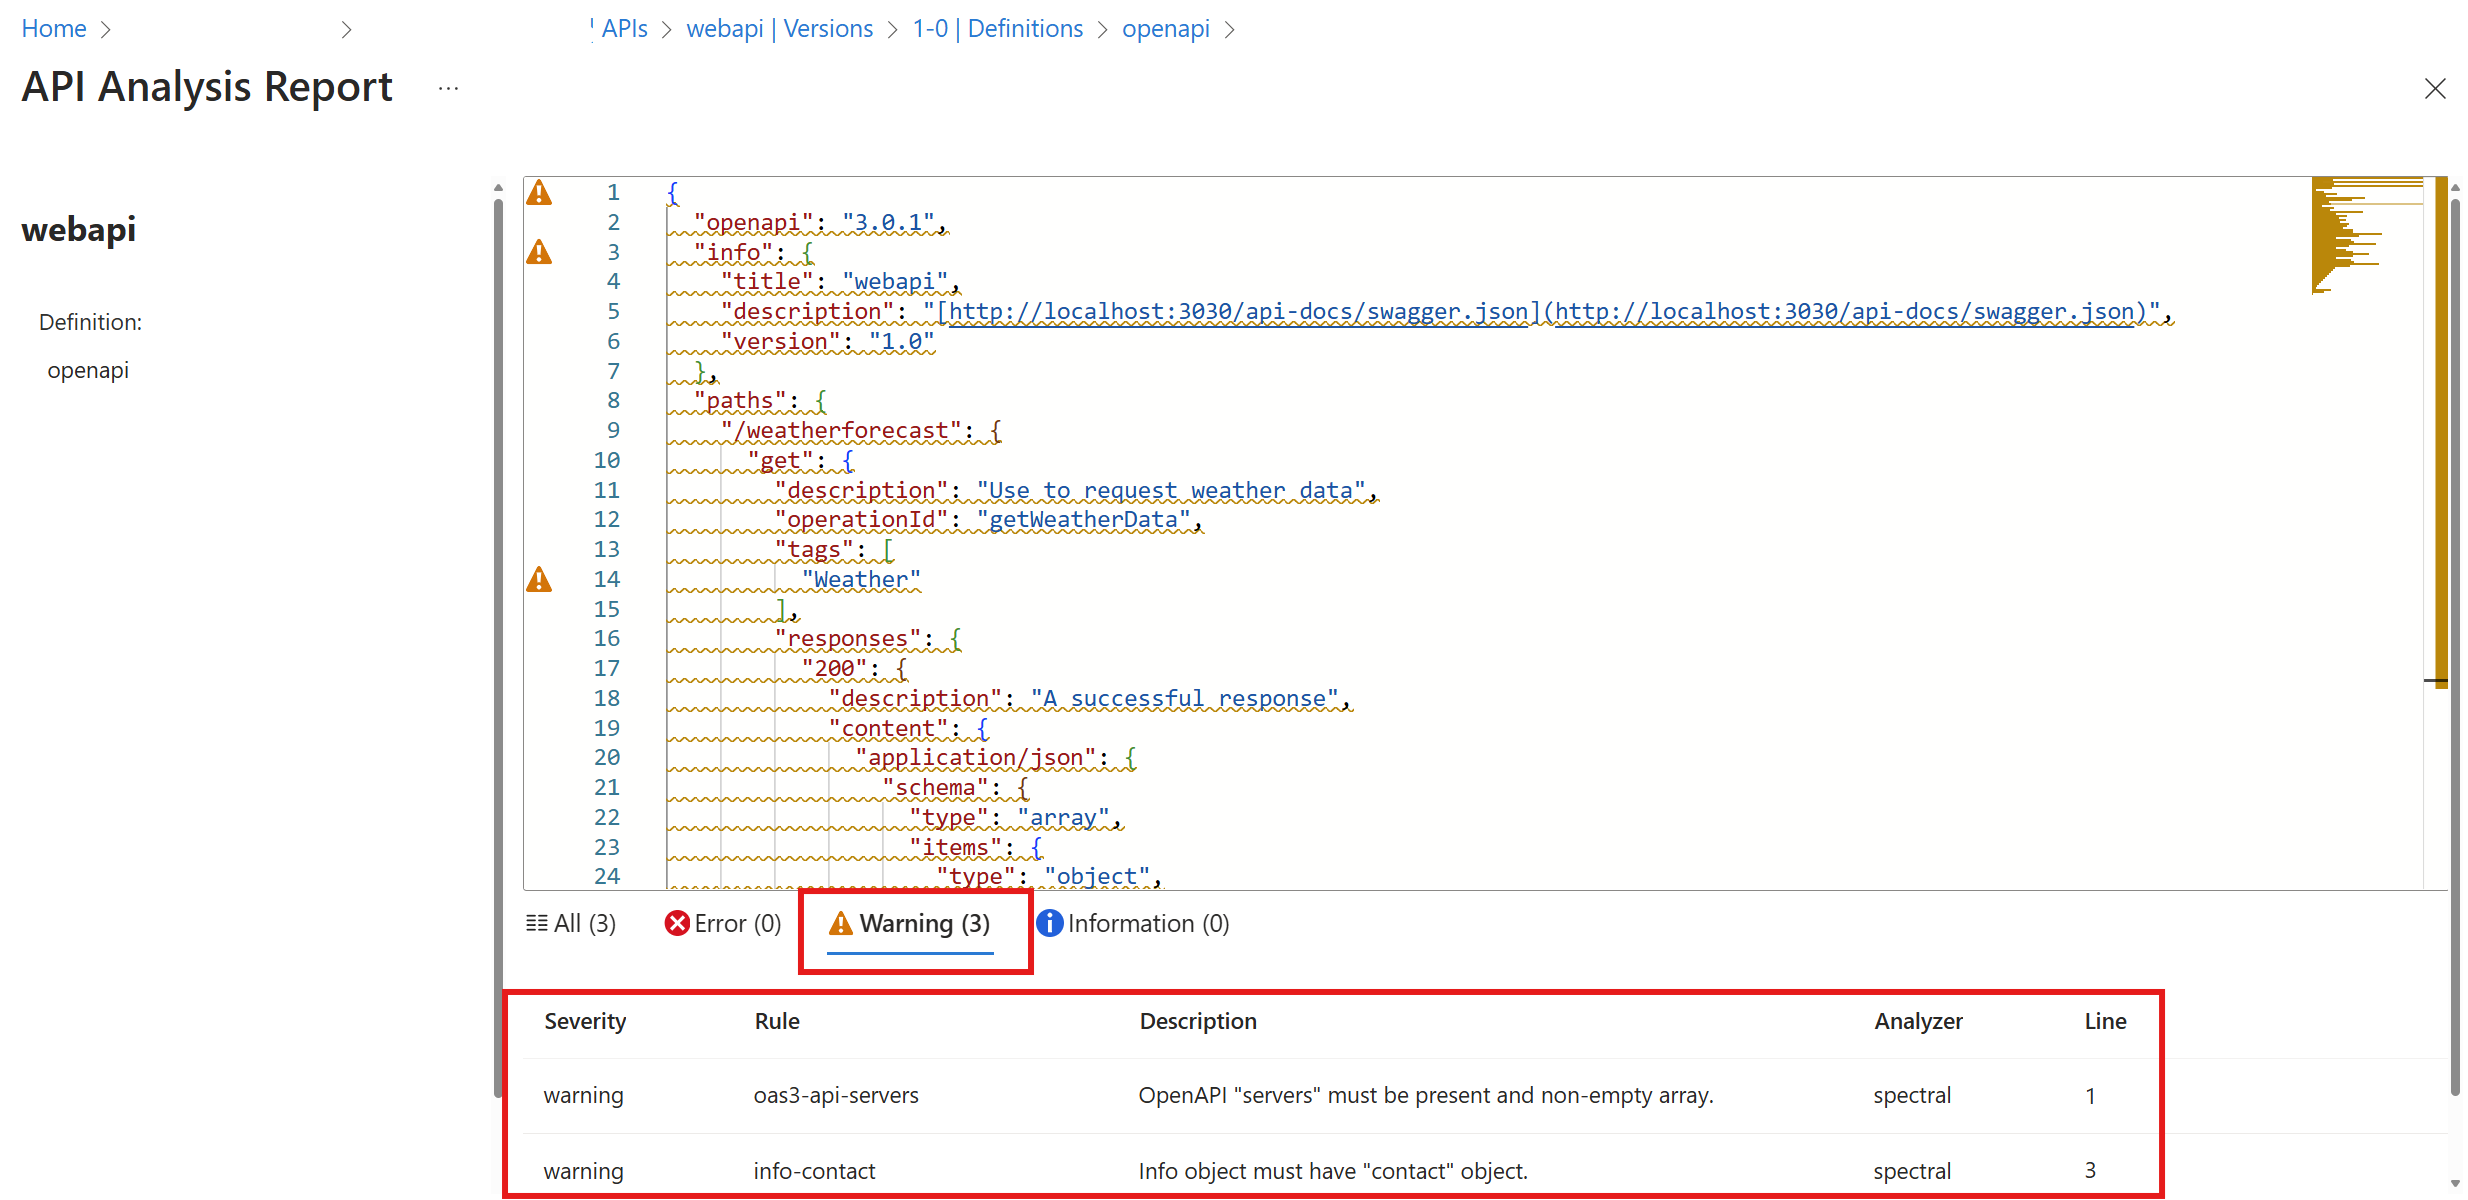 Home > > APIs > webapi | Versions > 1-0 | Definitions > openapi >
API Analysis Report ...
webapi
Definition:
openapi
1 {
2 "openapi": "3.0.1",
3 "info": {
4 "title": "webapi",
5 "description": "[http://localhost:3030/api-docs/swagger.json](http://localhost:3030/api-docs/swagger.json)",
6 "version": "1.0"
7 },
8 "paths": {
9 "/weatherforecast": {
10 "get": {
11 "description": "Use to request weather data",
12 "operationId": "getWeatherData",
13 "tags": [
14 "Weather"
15 ],
16 "responses": {
17 "200": {
18 "description": "A successful response",
19 "content": {
20 "application/json": {
21 "schema": {
22 "type": "array",
23 "items": {
24 "type": "object",
All (3) Error (0) Warning (3) Information (0)
Severity Rule Description Analyzer Line
warning oas3-api-servers OpenAPI "servers" must be present and non-empty array. spectral 1
warning info-contact Info object must have "contact" object. spectral 3